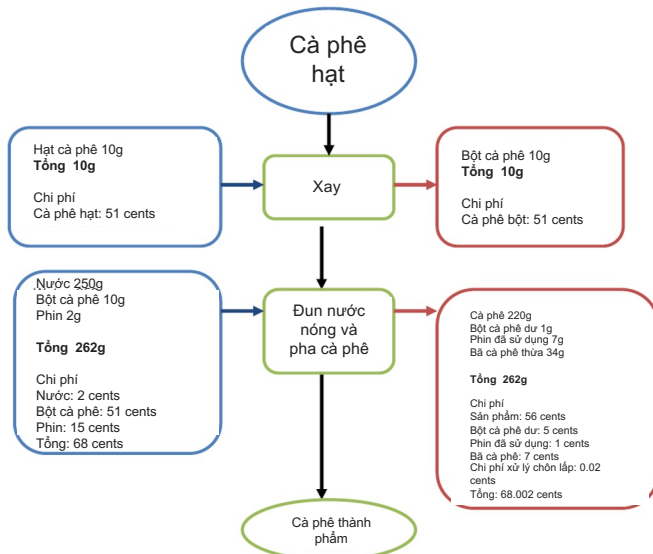 Cà phê
hạt
Hạt cà phê 10g
Tổng 10g
Chi phí
Cà phê hạt: 51 cents
Xay
Bột cà phê 10g
Tổng 10g
Chi phí
Cà phê bột: 51 cents
Nước 250g
Bột cà phê 10g
Phin 2g
Tổng 262g
Chi phí
Nước: 2 cents
Bột cà phê: 51 cents
Phin: 15 cents
Tổng: 68 cents
Đun nước
nóng và
pha cà phê
Cà phê 220g
Bột cà phê dư 1g
Phin đã sử dụng 7g
Bã cà phê thừa 34g
Tổng 262g
Chi phí
Sản phẩm: 56 cents
Bột cà phê dư: 5 cents
Phin đã sử dụng: 1 cents
Bã cà phê: 7 cents
Chi phí xử lý chôn lấp: 0.02
cents
Tổng: 68.002 cents
Cà phê thành
phẩm